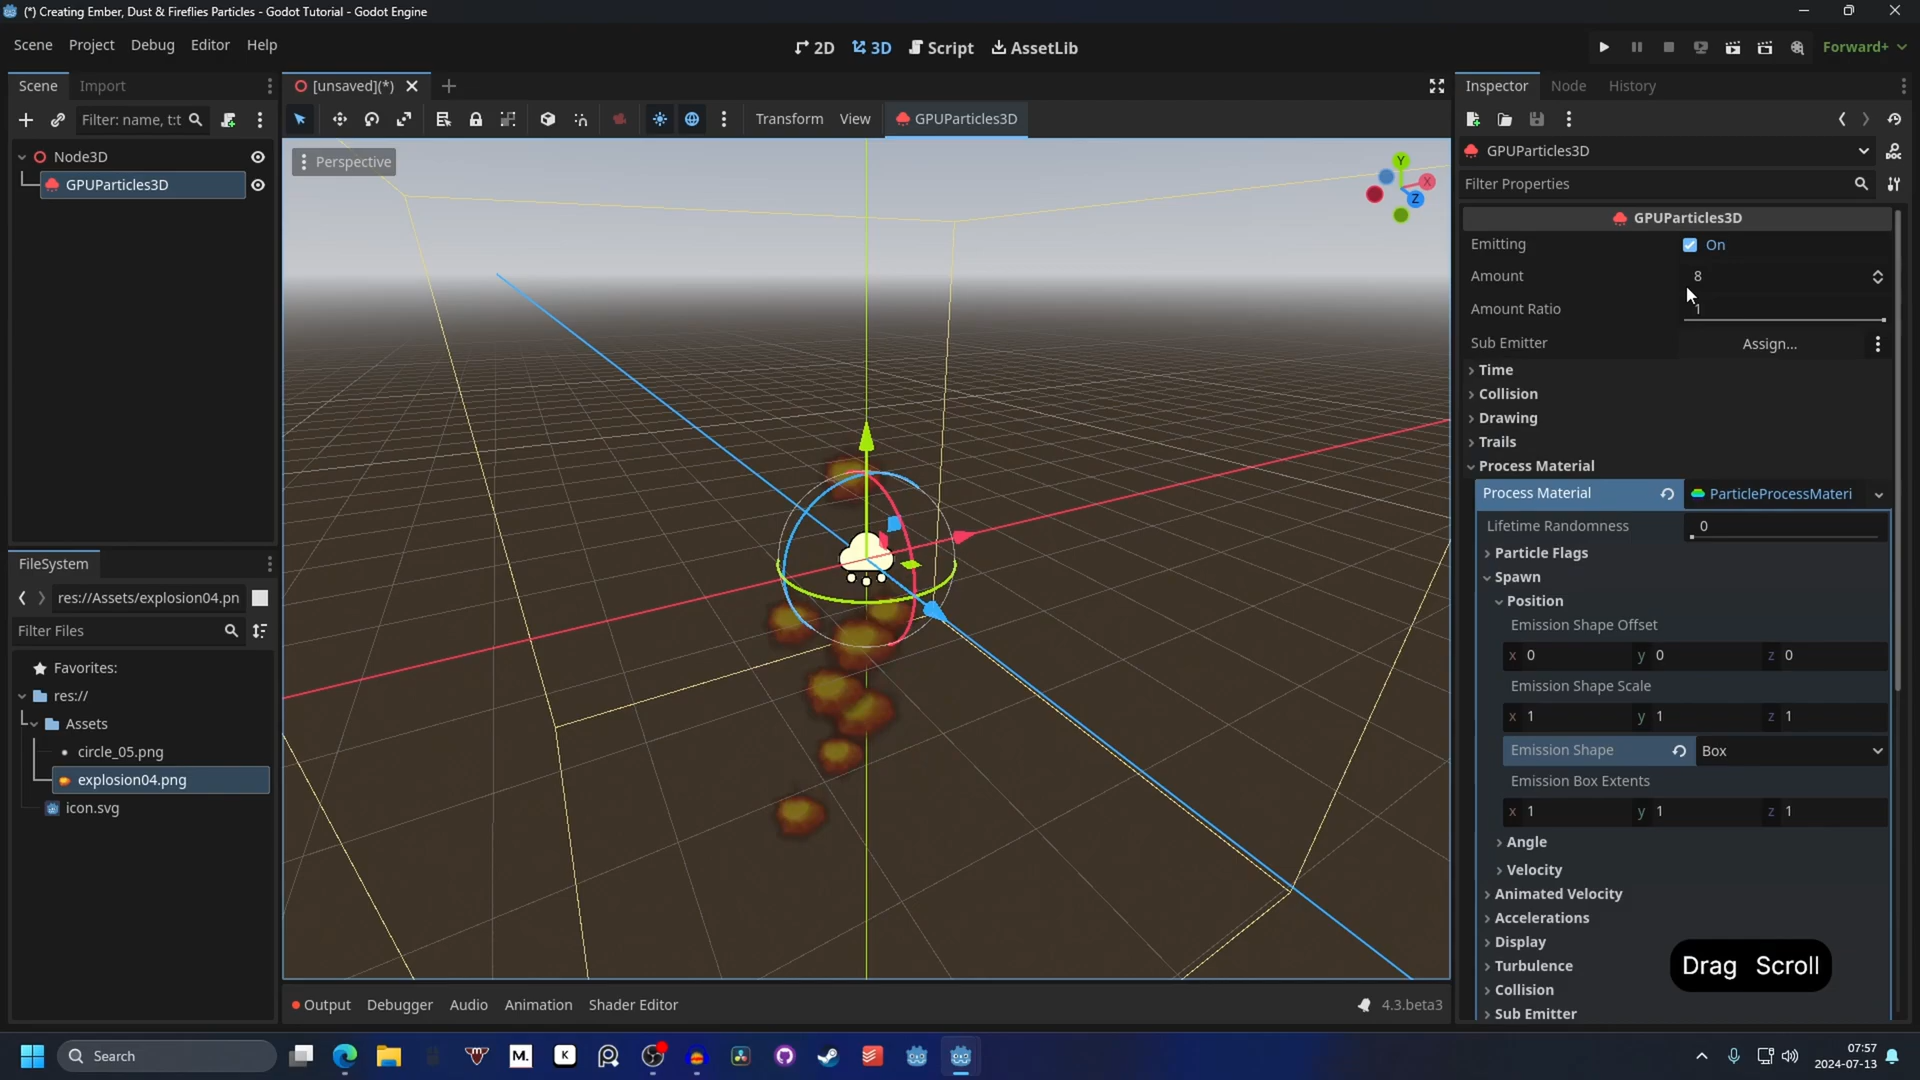 (*) Creating Ember, Dust & Fireflies Particles - Godot Tutorial - Godot Engine
Scene Project Debug Editor Help
2D 3D Script AssetLib
Forward+
Scene Import
[unsaved](*)
Inspector Node History
Filter: name, t:t
Transform View GPUParticles3D
Node3D
GPUParticles3D
Perspective
Y
X
Z
GPUParticles3D
Filter Properties
GPUParticles3D
Emitting On
Amount 8
Amount Ratio 1
Sub Emitter Assign...
Time
Collision
Drawing
Trails
Process Material
Process Material ParticleProcessMateri
Lifetime Randomness 0
Particle Flags
Spawn
Position
Emission Shape Offset
x 0 y 0 z 0
Emission Shape Scale
x 1 y 1 z 1
Emission Shape Box
Emission Box Extents
x 1 y 1 z 1
Angle
Velocity
Animated Velocity
Accelerations
Display
Turbulence
Collision
Sub Emitter
Drag Scroll
FileSystem
res://Assets/explosion04.pn
Filter Files
Favorites:
res://
Assets
circle_05.png
explosion04.png
icon.svg
Output Debugger Audio Animation Shader Editor
4.3.beta3
Search
M.
K
07:57
2024-07-13